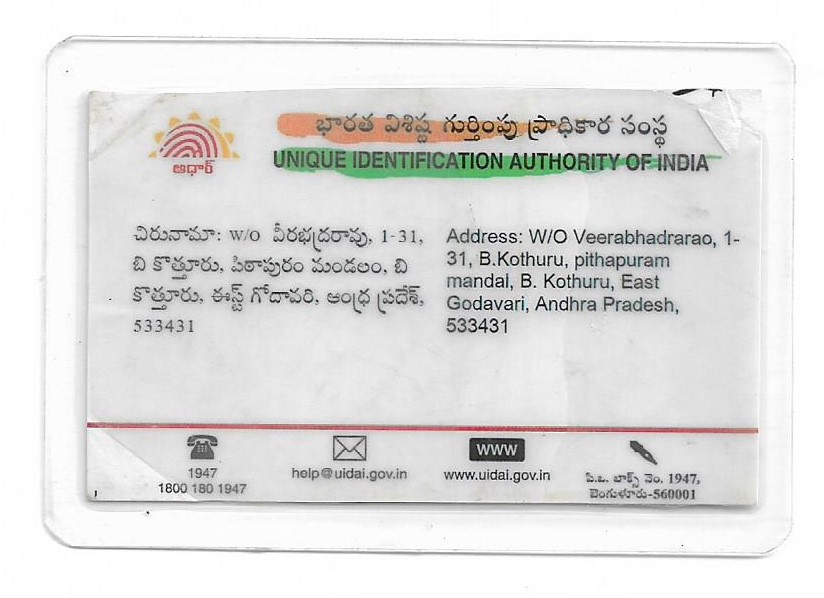 భారత విశిష్ట గుర్తింపు ప్రాధికార సంస్థ
UNIQUE IDENTIFICATION AUTHORITY OF INDIA
ఆధార్
చిరునామా: W/O వీరభద్రరావు, 1-31,
బి కొత్తూరు, పిఠాపురం మండలం, బి
కొత్తూరు, ఈస్ట్ గోదావరి, ఆంధ్ర ప్రదేశ్,
533431
Address: W/O Veerabhadrarao, 1-
31, B.Kothuru, pithapuram
mandal, B. Kothuru, East
Godavari, Andhra Pradesh,
533431
1947
1800 180 1947
help@uidai.gov.in
www
www.uidai.gov.in
పి.ఒ. బాక్స్ నెం. 1947,
బెంగుళూరు-560001